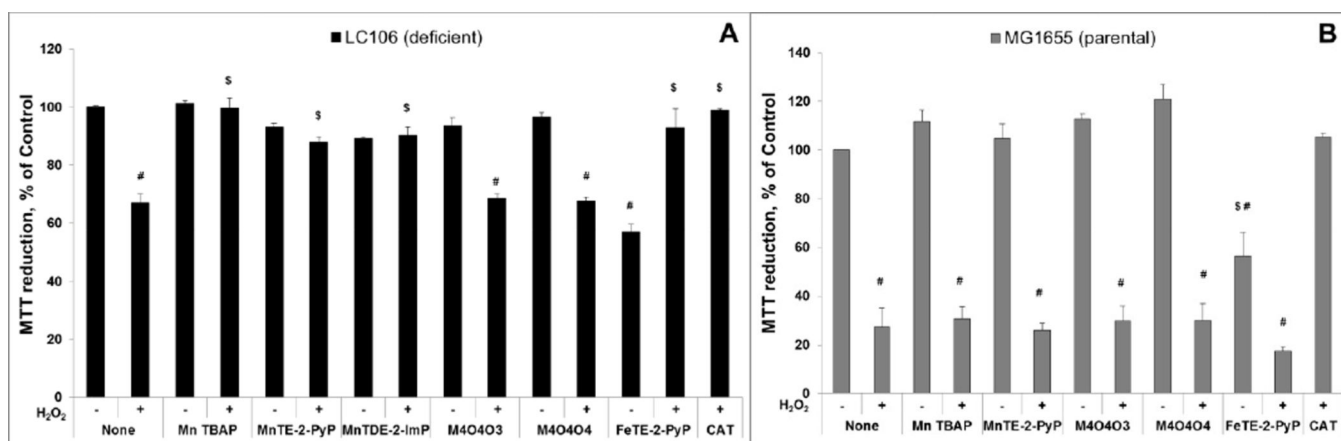 LC106 (deficient)
A
MTT reduction, % of Control
120
100
80
60
40
20
0
#
$
$
$
#
#
#
$
$
H2O2
- + - + - + - + - + - + - + +
None Mn TBAP MnTE-2-PyP MnTDE-2-ImP M4O4O3 M4O4O4 FeTE-2-PyP CAT
MG1655 (parental)
B
MTT reduction, % of Control
140
120
100
80
60
40
20
0
#
#
#
#
#
$ #
#
H2O2
- + - + - + - + - + - + +
None Mn TBAP MnTE-2-PyP M4O4O3 M4O4O4 FeTE-2-PyP CAT